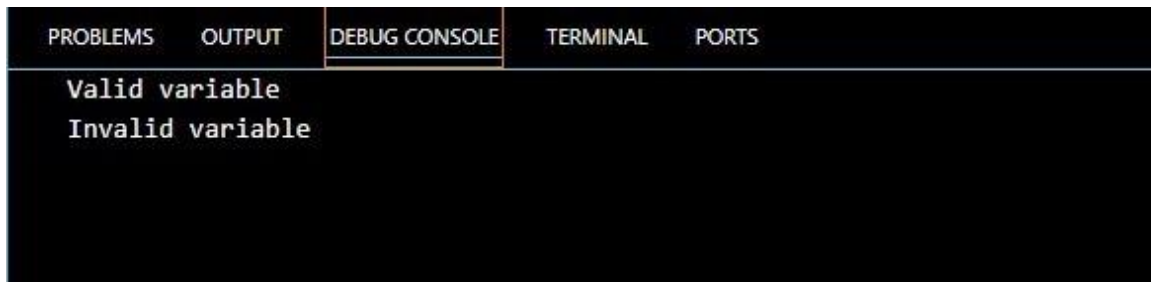 PROBLEMS OUTPUT DEBUG CONSOLE TERMINAL PORTS
Valid variable
Invalid variable